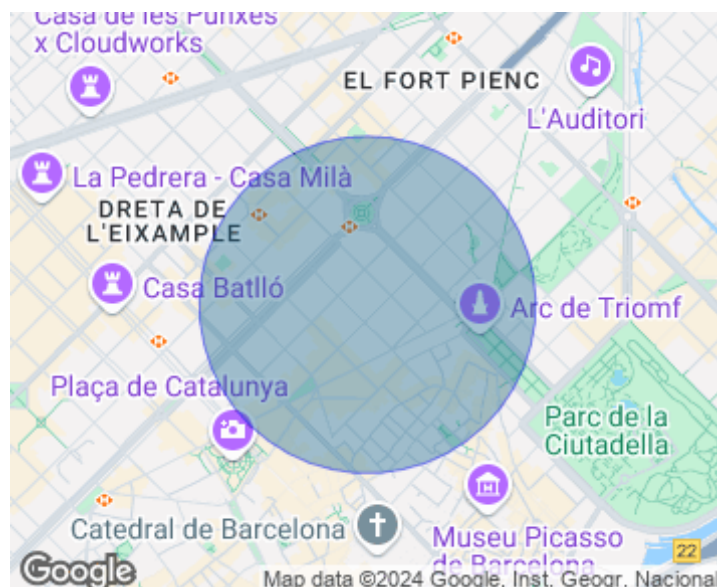 Casa de les Punxes
x Cloudworks
EL FORT PIENC
L'Auditori
La Pedrera - Casa Milà
DRETA DE
L'EIXAMPLE
Casa Batlló
Arc de Triomf
Plaça de Catalunya
Parc de la
Ciutadella
Catedral de Barcelona
Museu Picasso
de Barcelona
22
Google
Map data ©2024 Google, Inst. Geogr. Nacional